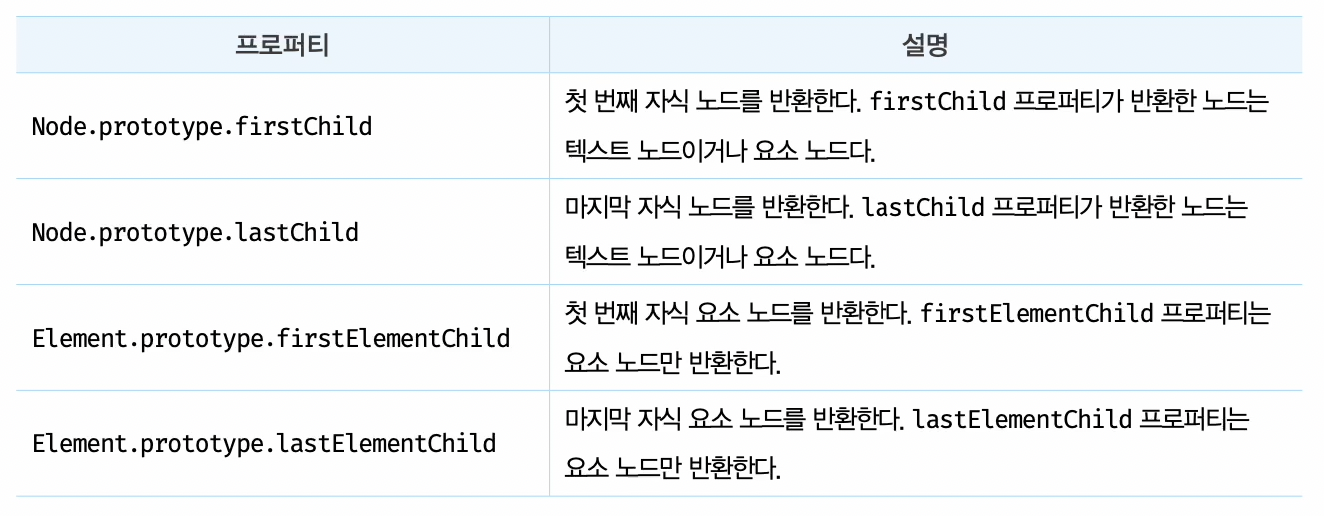 프로퍼티 설명
Node.prototype.firstChild
첫 번째 자식 노드를 반환한다. firstChild 프로퍼티가 반환한 노드는
텍스트 노드이거나 요소 노드다.
Node.prototype.lastChild
마지막 자식 노드를 반환한다. lastChild 프로퍼티가 반환한 노드는
텍스트 노드이거나 요소 노드다.
Element.prototype.firstElementChild
첫 번째 자식 요소 노드를 반환한다. firstElementChild 프로퍼티는
요소 노드만 반환한다.
Element.prototype.lastElementChild
마지막 자식 요소 노드를 반환한다. lastElementChild 프로퍼티는
요소 노드만 반환한다.